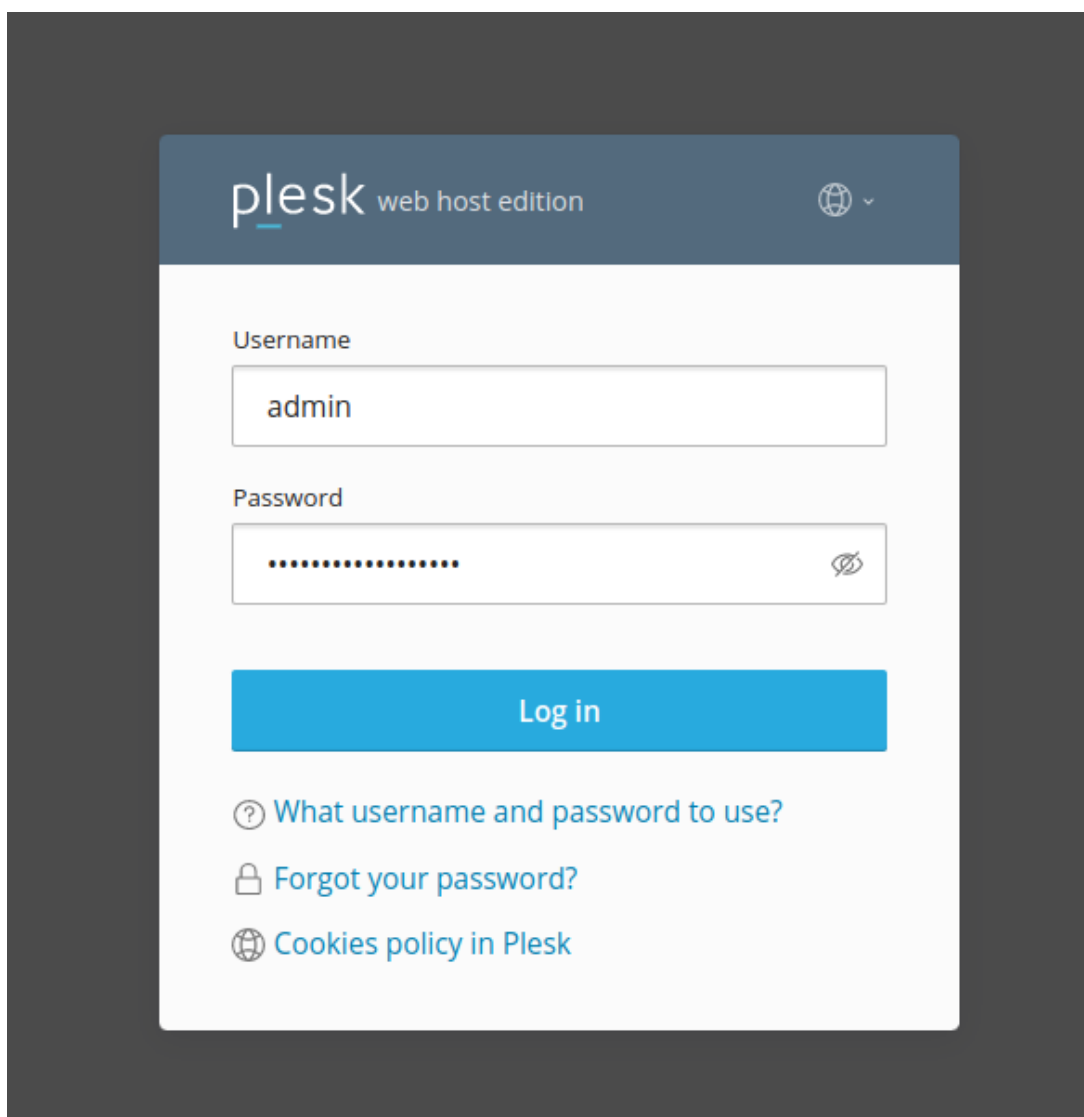 plesk web host edition
Username
admin
Password
••••••••••••••••••
Log in
What username and password to use?
Forgot your password?
Cookies policy in Plesk